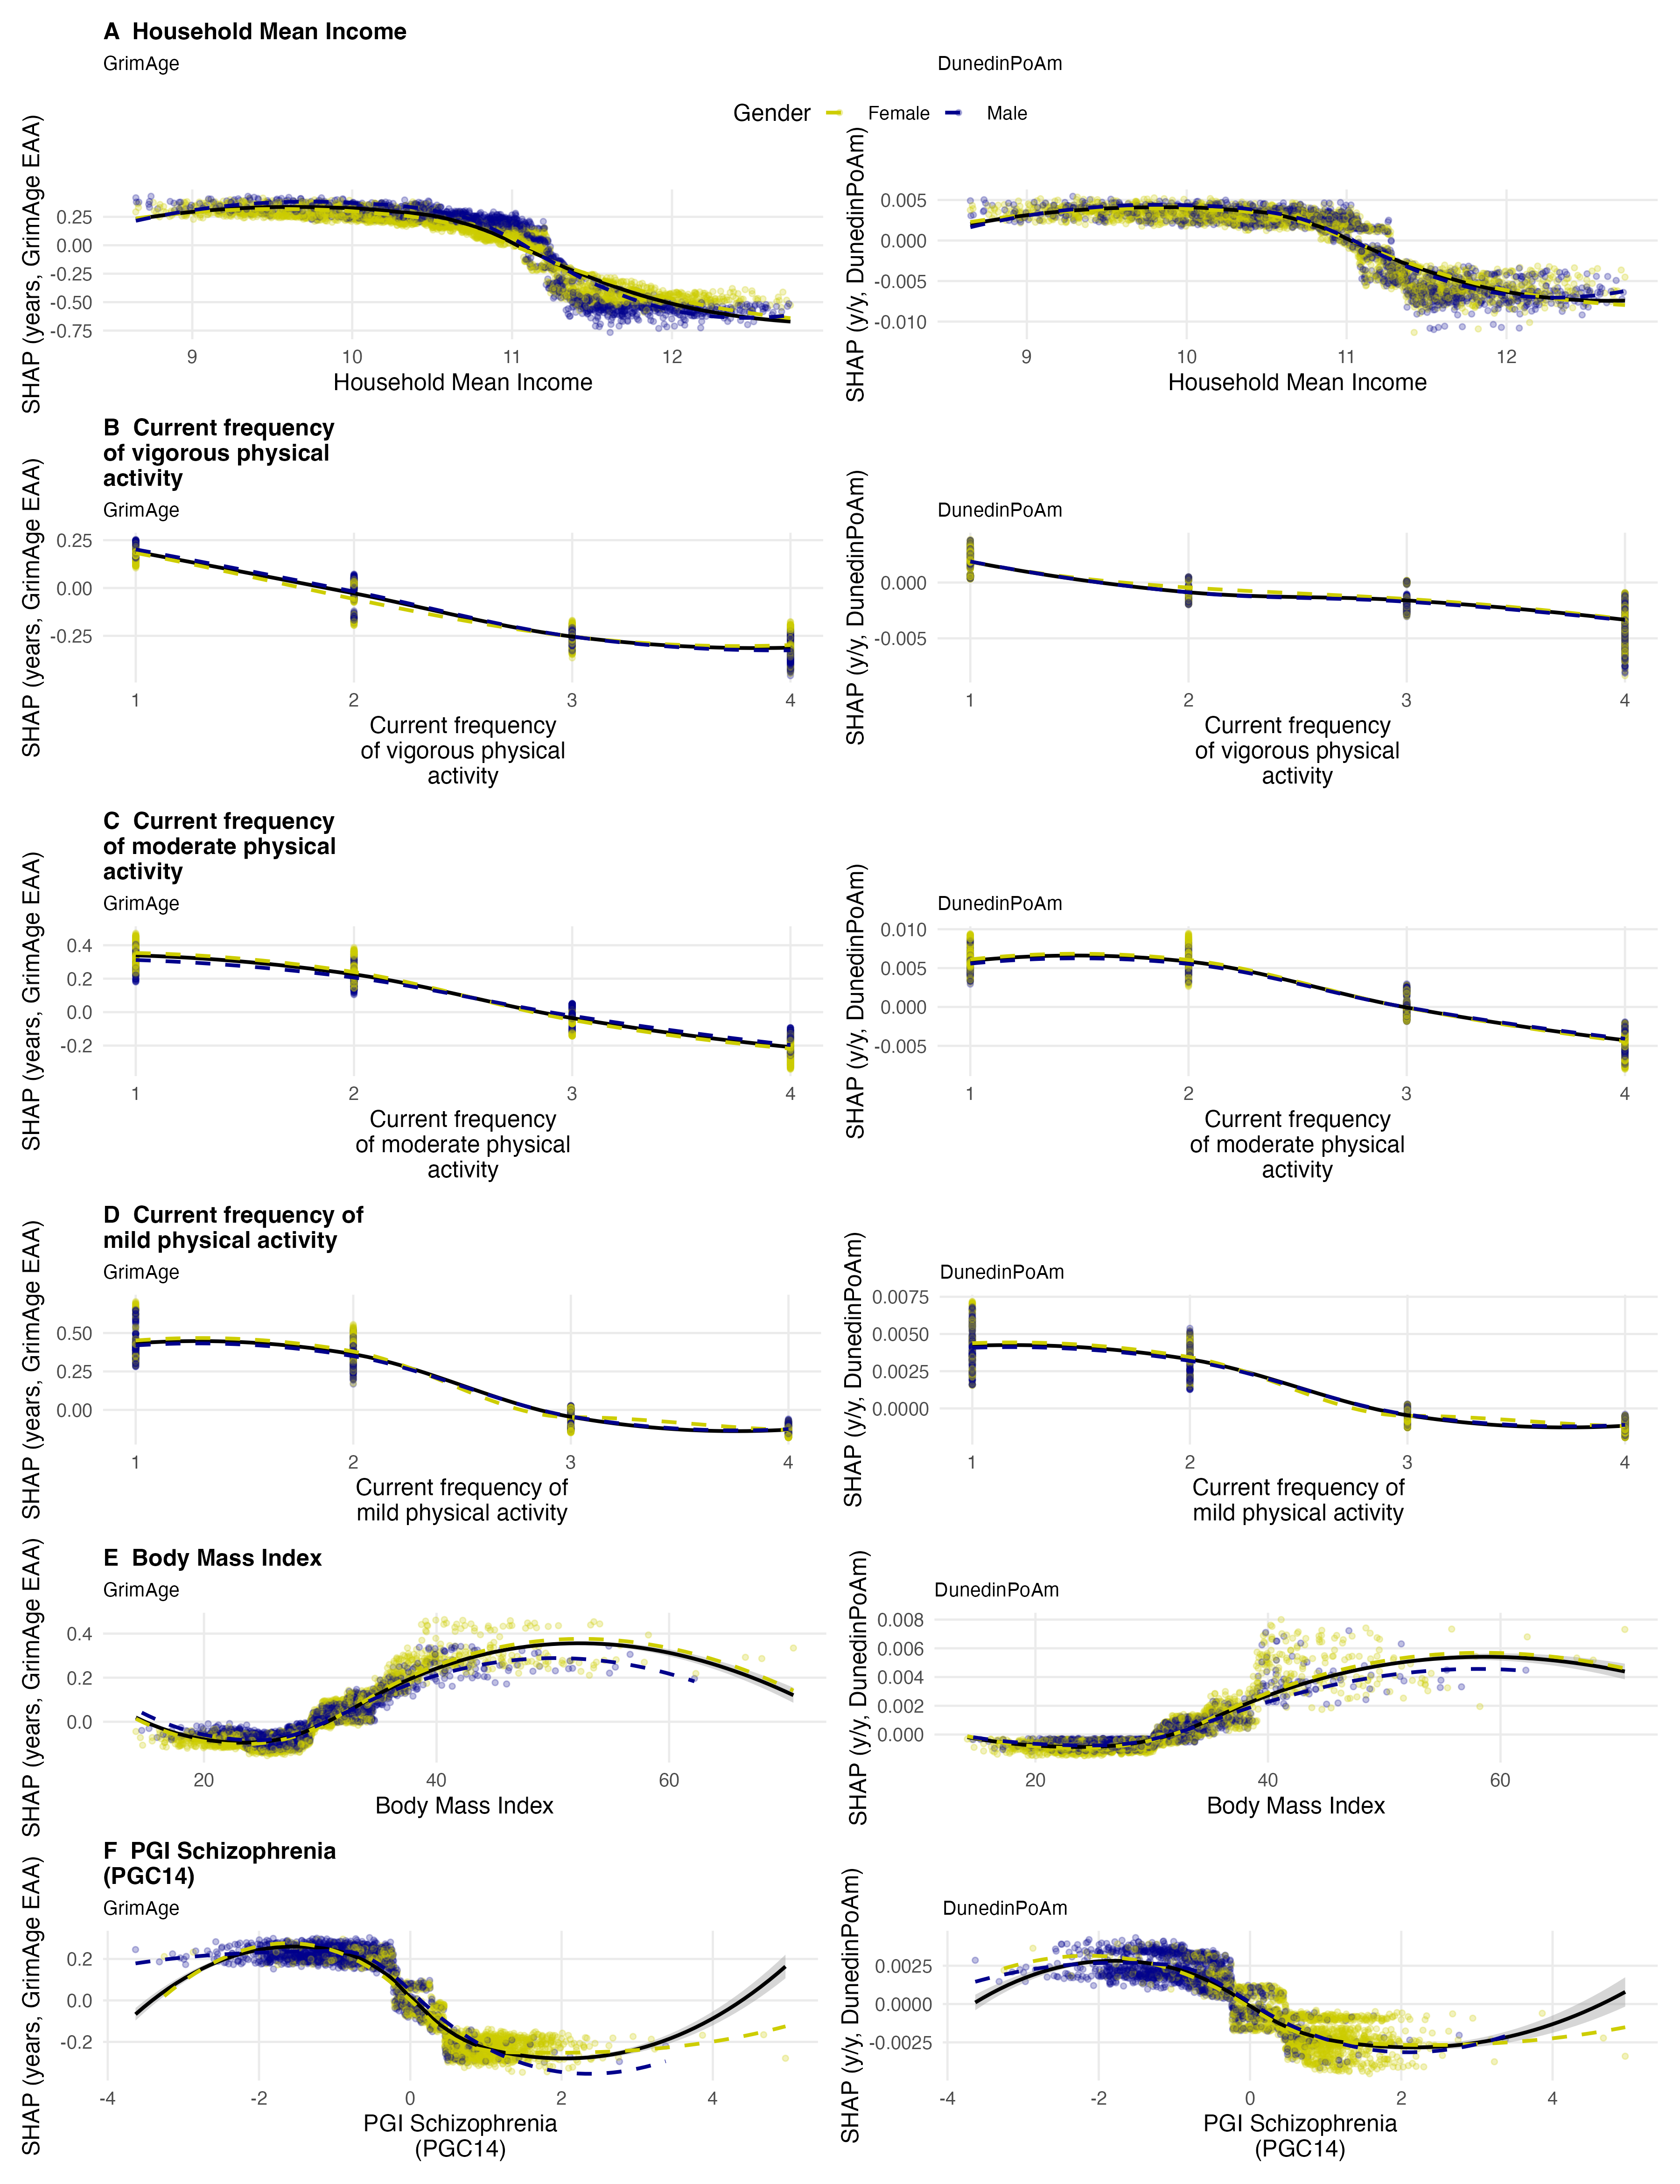 A Household Mean Income
GrimAge
DunedinPoAm
Gender Female Male
SHAP (years, GrimAge EAA)
0.25
0.00
-0.25
-0.50
-0.75
9 10 11 12
Household Mean Income
SHAP (y/y, DunedinPoAm)
0.005
0.000
-0.005
-0.010
9 10 11 12
Household Mean Income
B Current frequency
of vigorous physical
activity
GrimAge
SHAP (years, GrimAge EAA)
0.25
0.00
-0.25
1 2 3 4
Current frequency
of vigorous physical
activity
DunedinPoAm
SHAP (y/y, DunedinPoAm)
0.000
-0.005
1 2 3 4
Current frequency
of vigorous physical
activity
C Current frequency
of moderate physical
activity
GrimAge
SHAP (years, GrimAge EAA)
0.4
0.2
0.0
-0.2
1 2 3 4
Current frequency
of moderate physical
activity
DunedinPoAm
SHAP (y/y, DunedinPoAm)
0.010
0.005
0.000
-0.005
1 2 3 4
Current frequency
of moderate physical
activity
D Current frequency of
mild physical activity
GrimAge
SHAP (years, GrimAge EAA)
0.50
0.25
0.00
1 2 3 4
Current frequency of
mild physical activity
DunedinPoAm
SHAP (y/y, DunedinPoAm)
0.0075
0.0050
0.0025
0.0000
1 2 3 4
Current frequency of
mild physical activity
E Body Mass Index
GrimAge
SHAP (years, GrimAge EAA)
0.4
0.2
0.0
20 40 60
Body Mass Index
DunedinPoAm
SHAP (y/y, DunedinPoAm)
0.008
0.006
0.004
0.002
0.000
20 40 60
Body Mass Index
F PGI Schizophrenia
(PGC14)
GrimAge
SHAP (years, GrimAge EAA)
0.2
0.0
-0.2
-4 -2 0 2 4
PGI Schizophrenia
(PGC14)
DunedinPoAm
SHAP (y/y, DunedinPoAm)
0.0025
0.0000
-0.0025
-4 -2 0 2 4
PGI Schizophrenia
(PGC14)